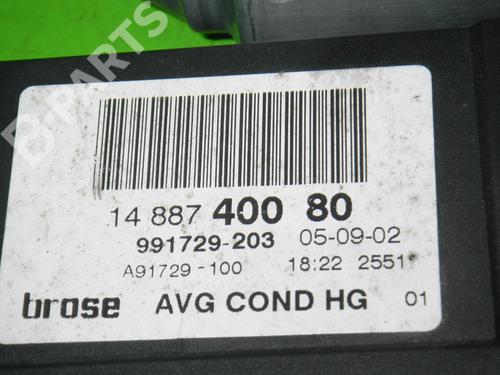 B-PARTS
14 887 400 80
991729-203 05-09-02
A91729-100 18:22 2551
brose AVG COND HG 01